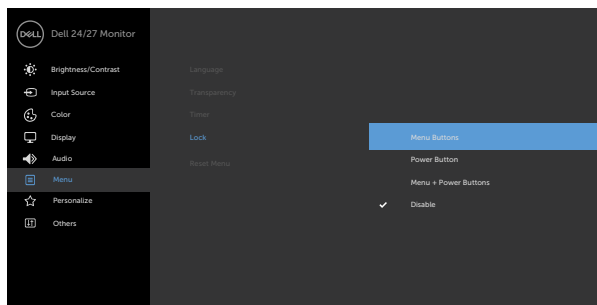 DELL Dell 24/27 Monitor
Brightness/Contrast
Input Source
Color
Display
Audio
Menu
Personalize
Others
Language
Transparency
Timer
Lock
Reset Menu
Menu Buttons
Power Button
Menu + Power Buttons
Disable